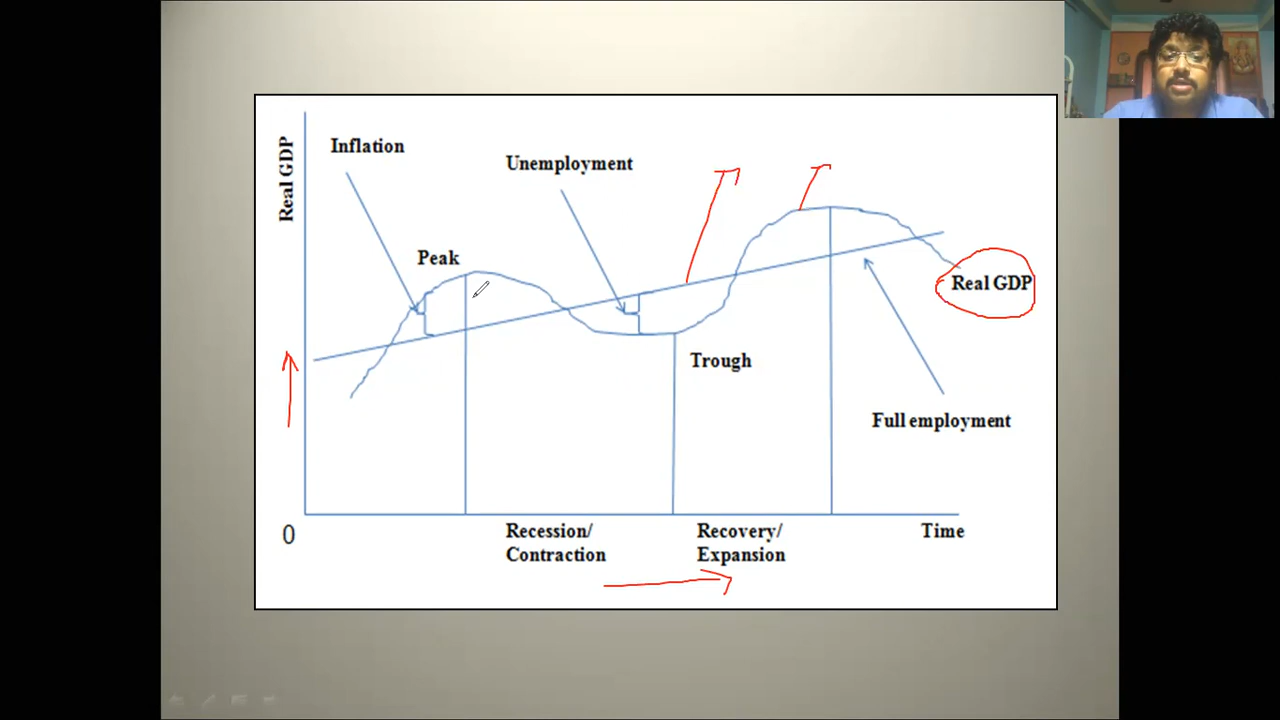 Inflation
Unemployment
Real GDP
Peak
Real GDP
Trough
Full employment
0
Recession/
Contraction
Recovery/
Expansion
Time